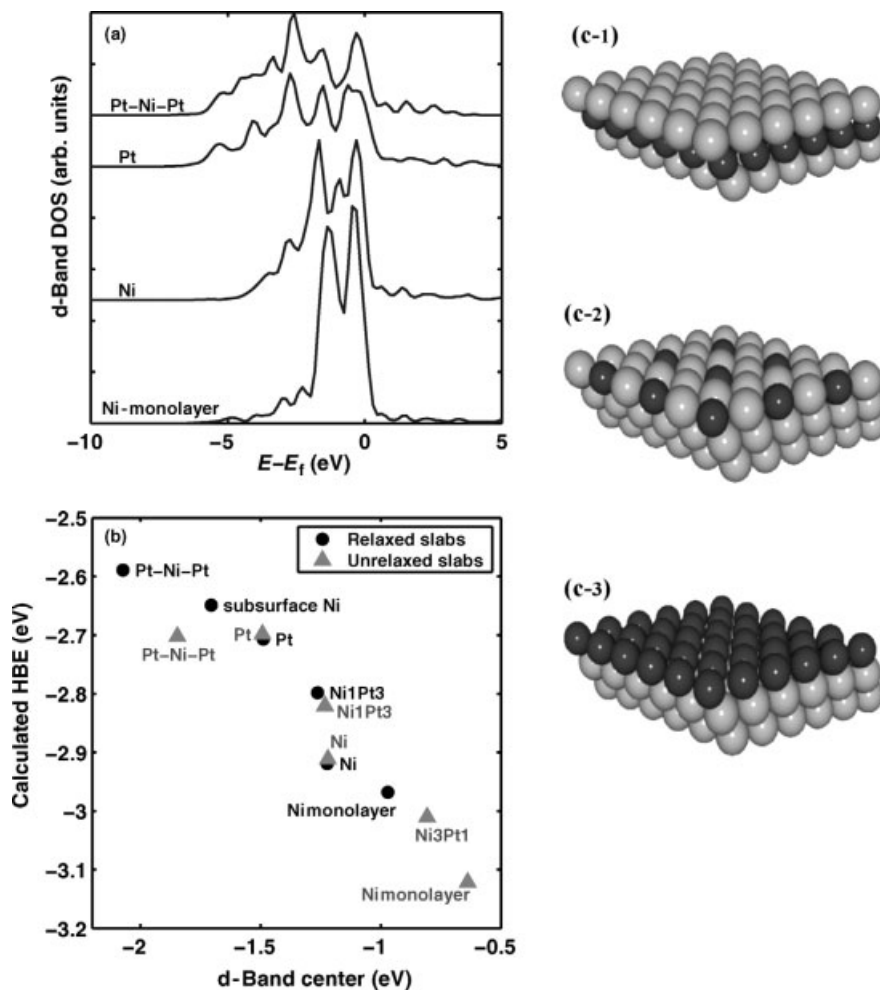 (a)
d-Band DOS (arb. units)
Pt–Ni–Pt
Pt
Ni
Ni-monolayer
−10
−5
0
5
E−Ef (eV)
(b)
Calculated HBE (eV)
−2.5
−2.6
−2.7
−2.8
−2.9
−3
−3.1
−3.2
Relaxed slabs
Unrelaxed slabs
Pt–Ni–Pt
subsurface Ni
Pt–Ni–Pt
Pt
Pt
Ni1Pt3
Ni1Pt3
Ni
Ni
Nimonolayer
Ni3Pt1
Nimonolayer
−2
−1.5
−1
−0.5
d-Band center (eV)
(c-1)
(c-2)
(c-3)